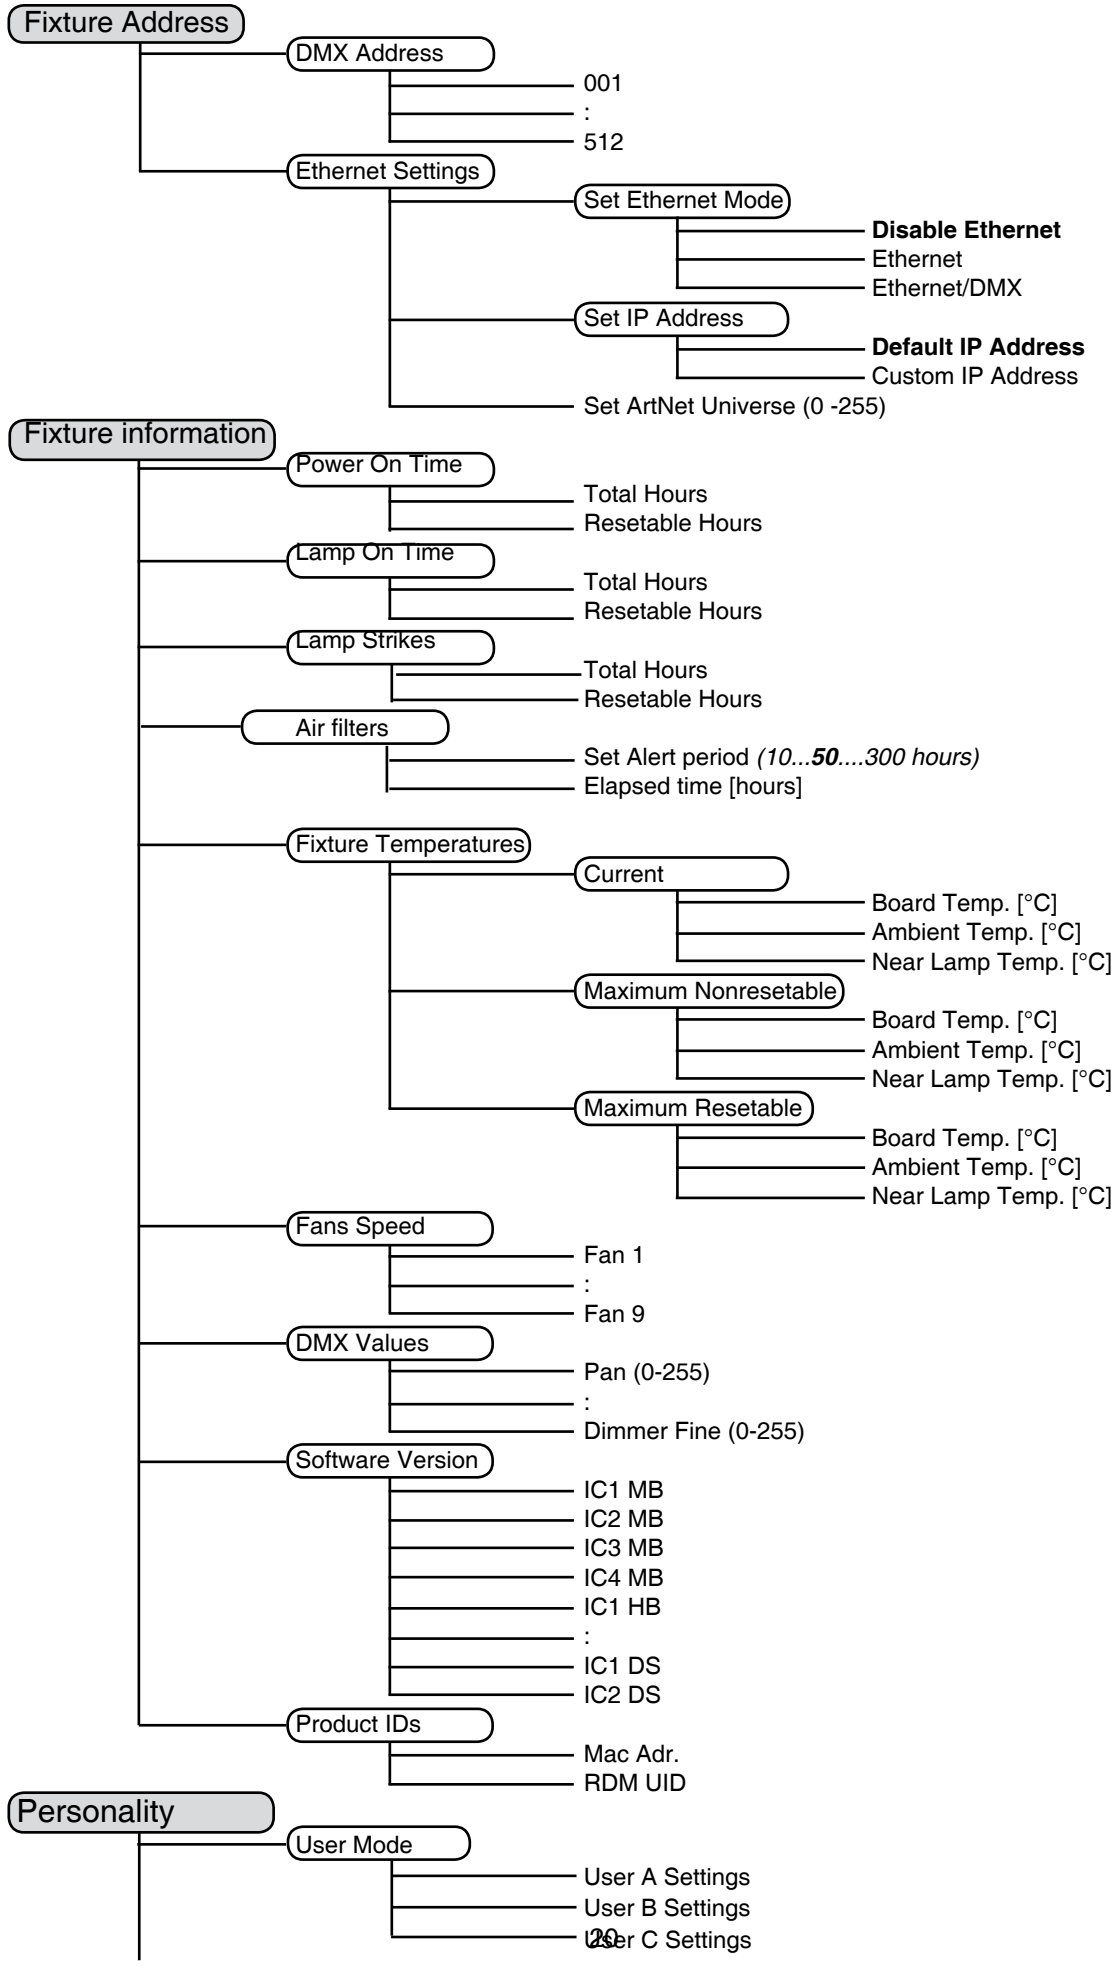 Fixture Address
DMX Address
001
:
512
Ethernet Settings
Set Ethernet Mode
Disable Ethernet
Ethernet
Ethernet/DMX
Set IP Address
Default IP Address
Custom IP Address
Set ArtNet Universe (0 -255)
Fixture information
Power On Time
Total Hours
Resetable Hours
Lamp On Time
Total Hours
Resetable Hours
Lamp Strikes
Total Hours
Resetable Hours
Air filters
Set Alert period (10...50....300 hours)
Elapsed time [hours]
Fixture Temperatures
Current
Board Temp. [°C]
Ambient Temp. [°C]
Near Lamp Temp. [°C]
Maximum Nonresetable
Board Temp. [°C]
Ambient Temp. [°C]
Near Lamp Temp. [°C]
Maximum Resetable
Board Temp. [°C]
Ambient Temp. [°C]
Near Lamp Temp. [°C]
Fans Speed
Fan 1
:
Fan 9
DMX Values
Pan (0-255)
:
Dimmer Fine (0-255)
Software Version
IC1 MB
IC2 MB
IC3 MB
IC4 MB
IC1 HB
:
IC1 DS
IC2 DS
Product IDs
Mac Adr.
RDM UID
Personality
User Mode
User A Settings
User B Settings
User C Settings
20